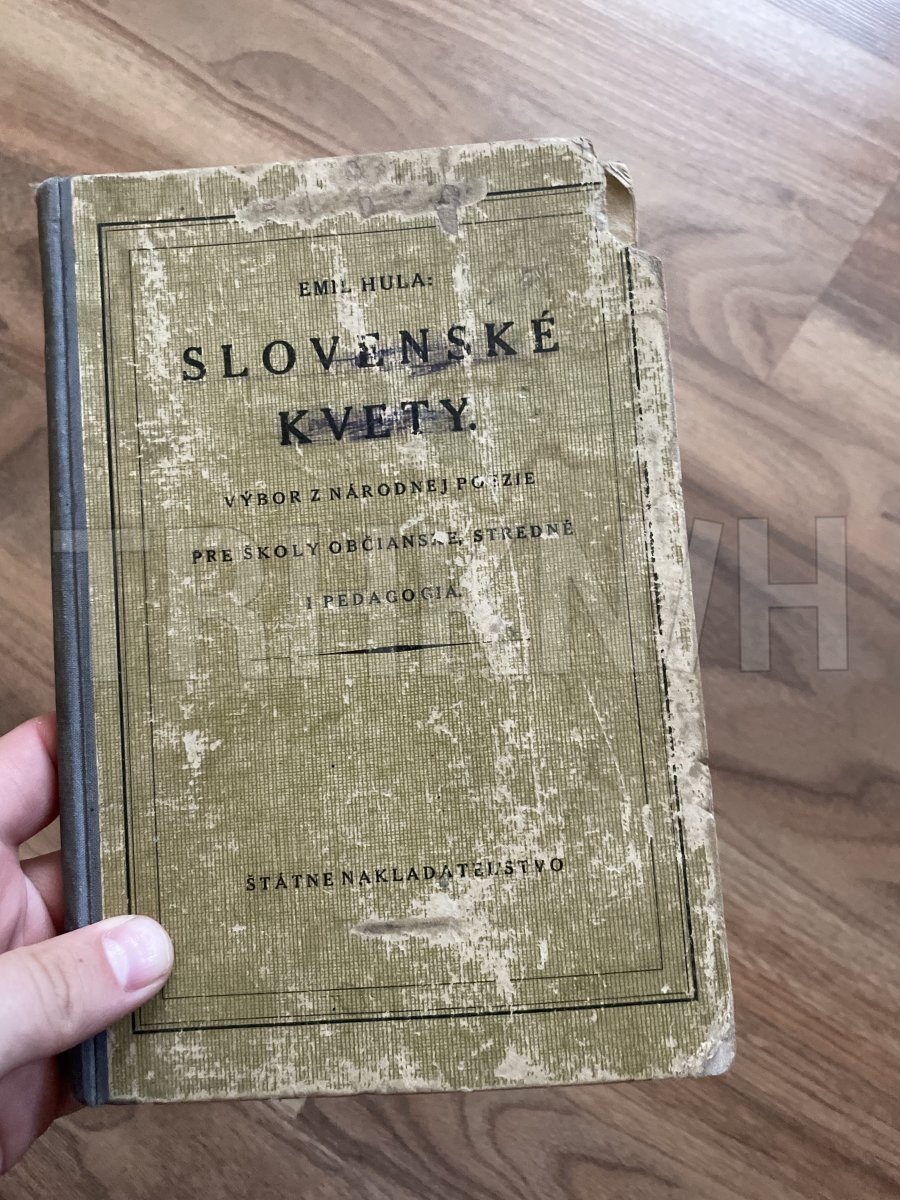 EMIL HULA:
SLOVENSKÉ
KVETY.
VÝBOR Z NÁRODNEJ POEZIE
PRE ŠKOLY OBČIANSKE, STREDNÉ
I PEDAGOGIA.
ŠTÁTNE NAKLADATEĽSTVO